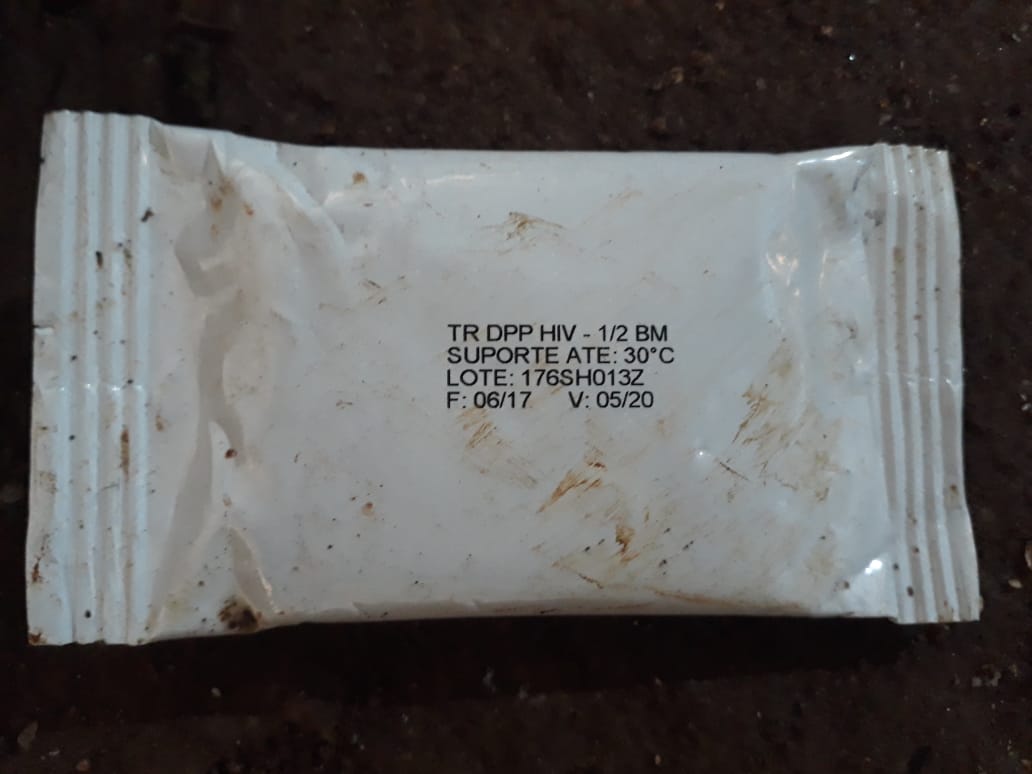 TR DPP HIV - 1/2 BM
SUPORTE ATE: 30°C
LOTE: 176SH013Z
F: 06/17 V: 05/20